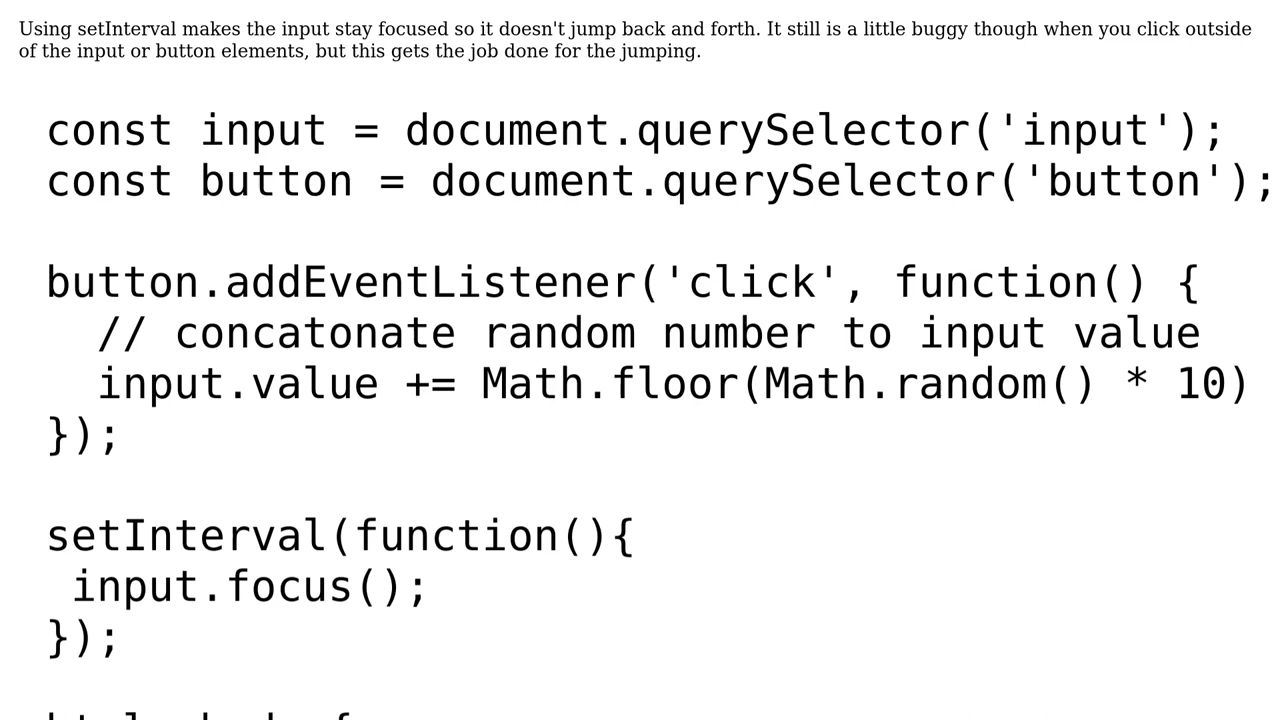 Using setInterval makes the input stay focused so it doesn't jump back and forth. It still is a little buggy though when you click outside
of the input or button elements, but this gets the job done for the jumping.
const input = document.querySelector('input');
const button = document.querySelector('button');
button.addEventListener('click', function() {
  // concatonate random number to input value
  input.value += Math.floor(Math.random() * 10)
});
setInterval(function(){
 input.focus();
});